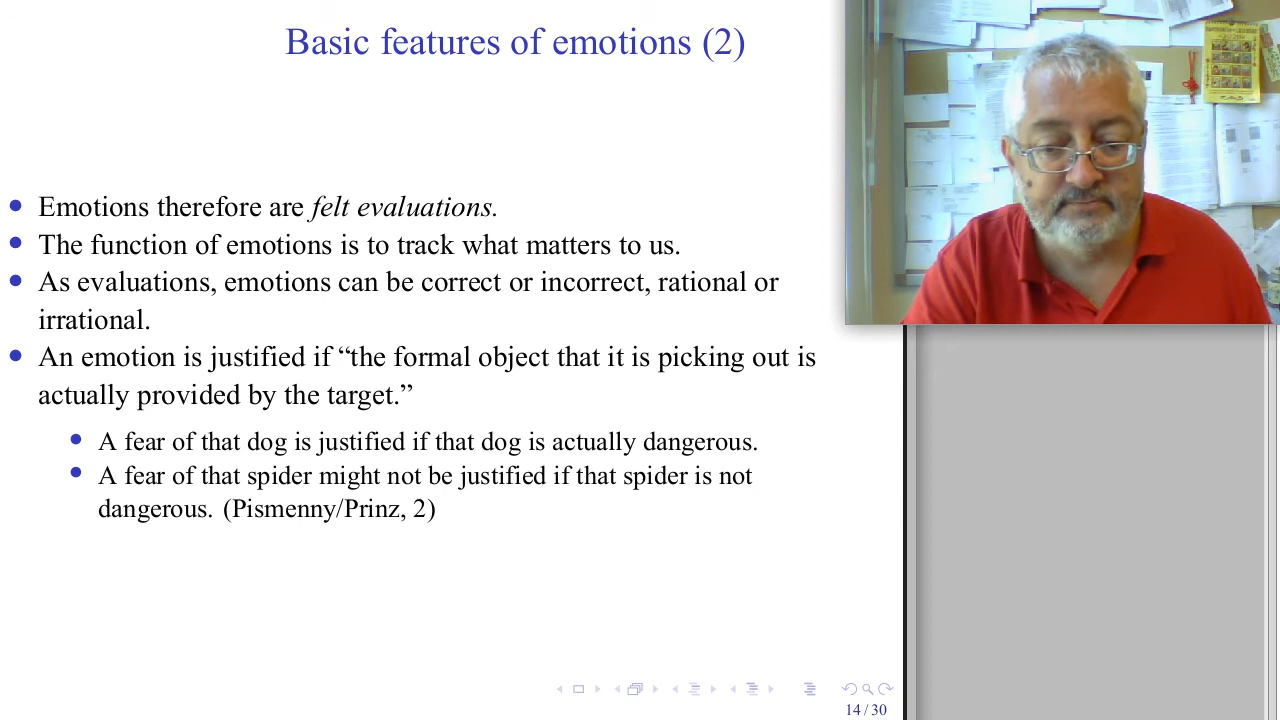 Basic features of emotions (2)
Emotions therefore are felt evaluations.
The function of emotions is to track what matters to us.
As evaluations, emotions can be correct or incorrect, rational or
irrational.
An emotion is justified if “the formal object that it is picking out is
actually provided by the target.”
A fear of that dog is justified if that dog is actually dangerous.
A fear of that spider might not be justified if that spider is not
dangerous. (Pismenny/Prinz, 2)
14 / 30